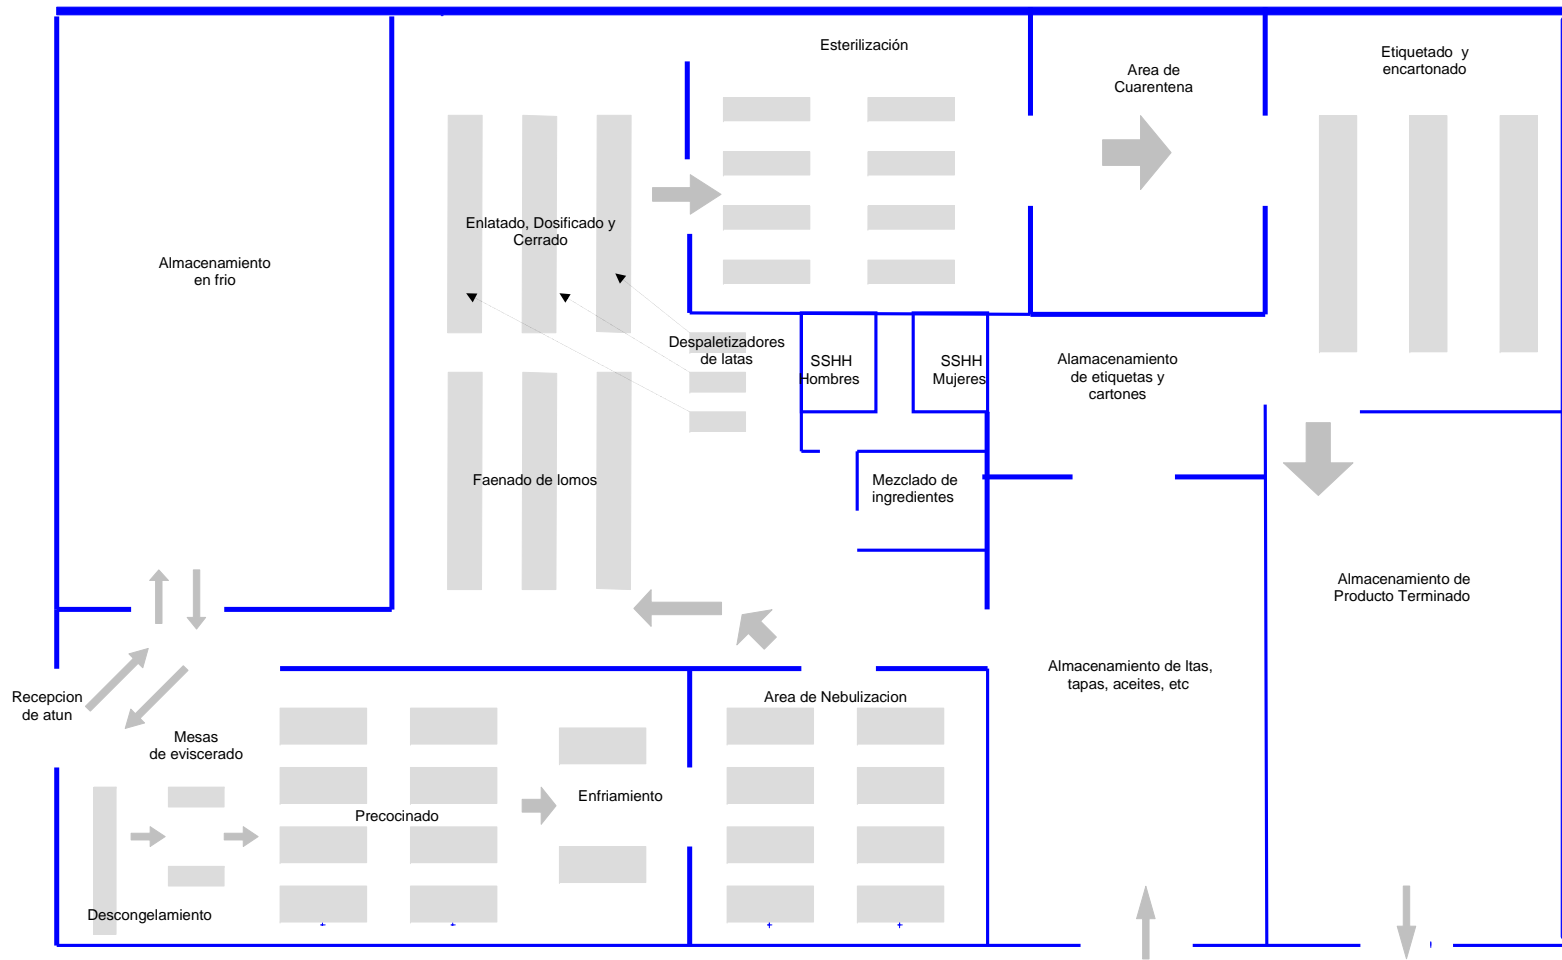 Esterilización
Etiquetado y
encartonado
Area de
Cuarentena
Enlatado, Dosificado y
Cerrado
Almacenamiento
en frio
Despaletizadores
de latas
SSHH
Hombres
SSHH
Mujeres
Alamacenamiento
de etiquetas y
cartones
Faenado de lomos
Mezclado de
ingredientes
Almacenamiento de
Producto Terminado
Recepcion
de atun
Almacenamiento de ltas,
tapas, aceites, etc
Area de Nebulizacion
Mesas
de eviscerado
Enfriamiento
Precocinado
Descongelamiento